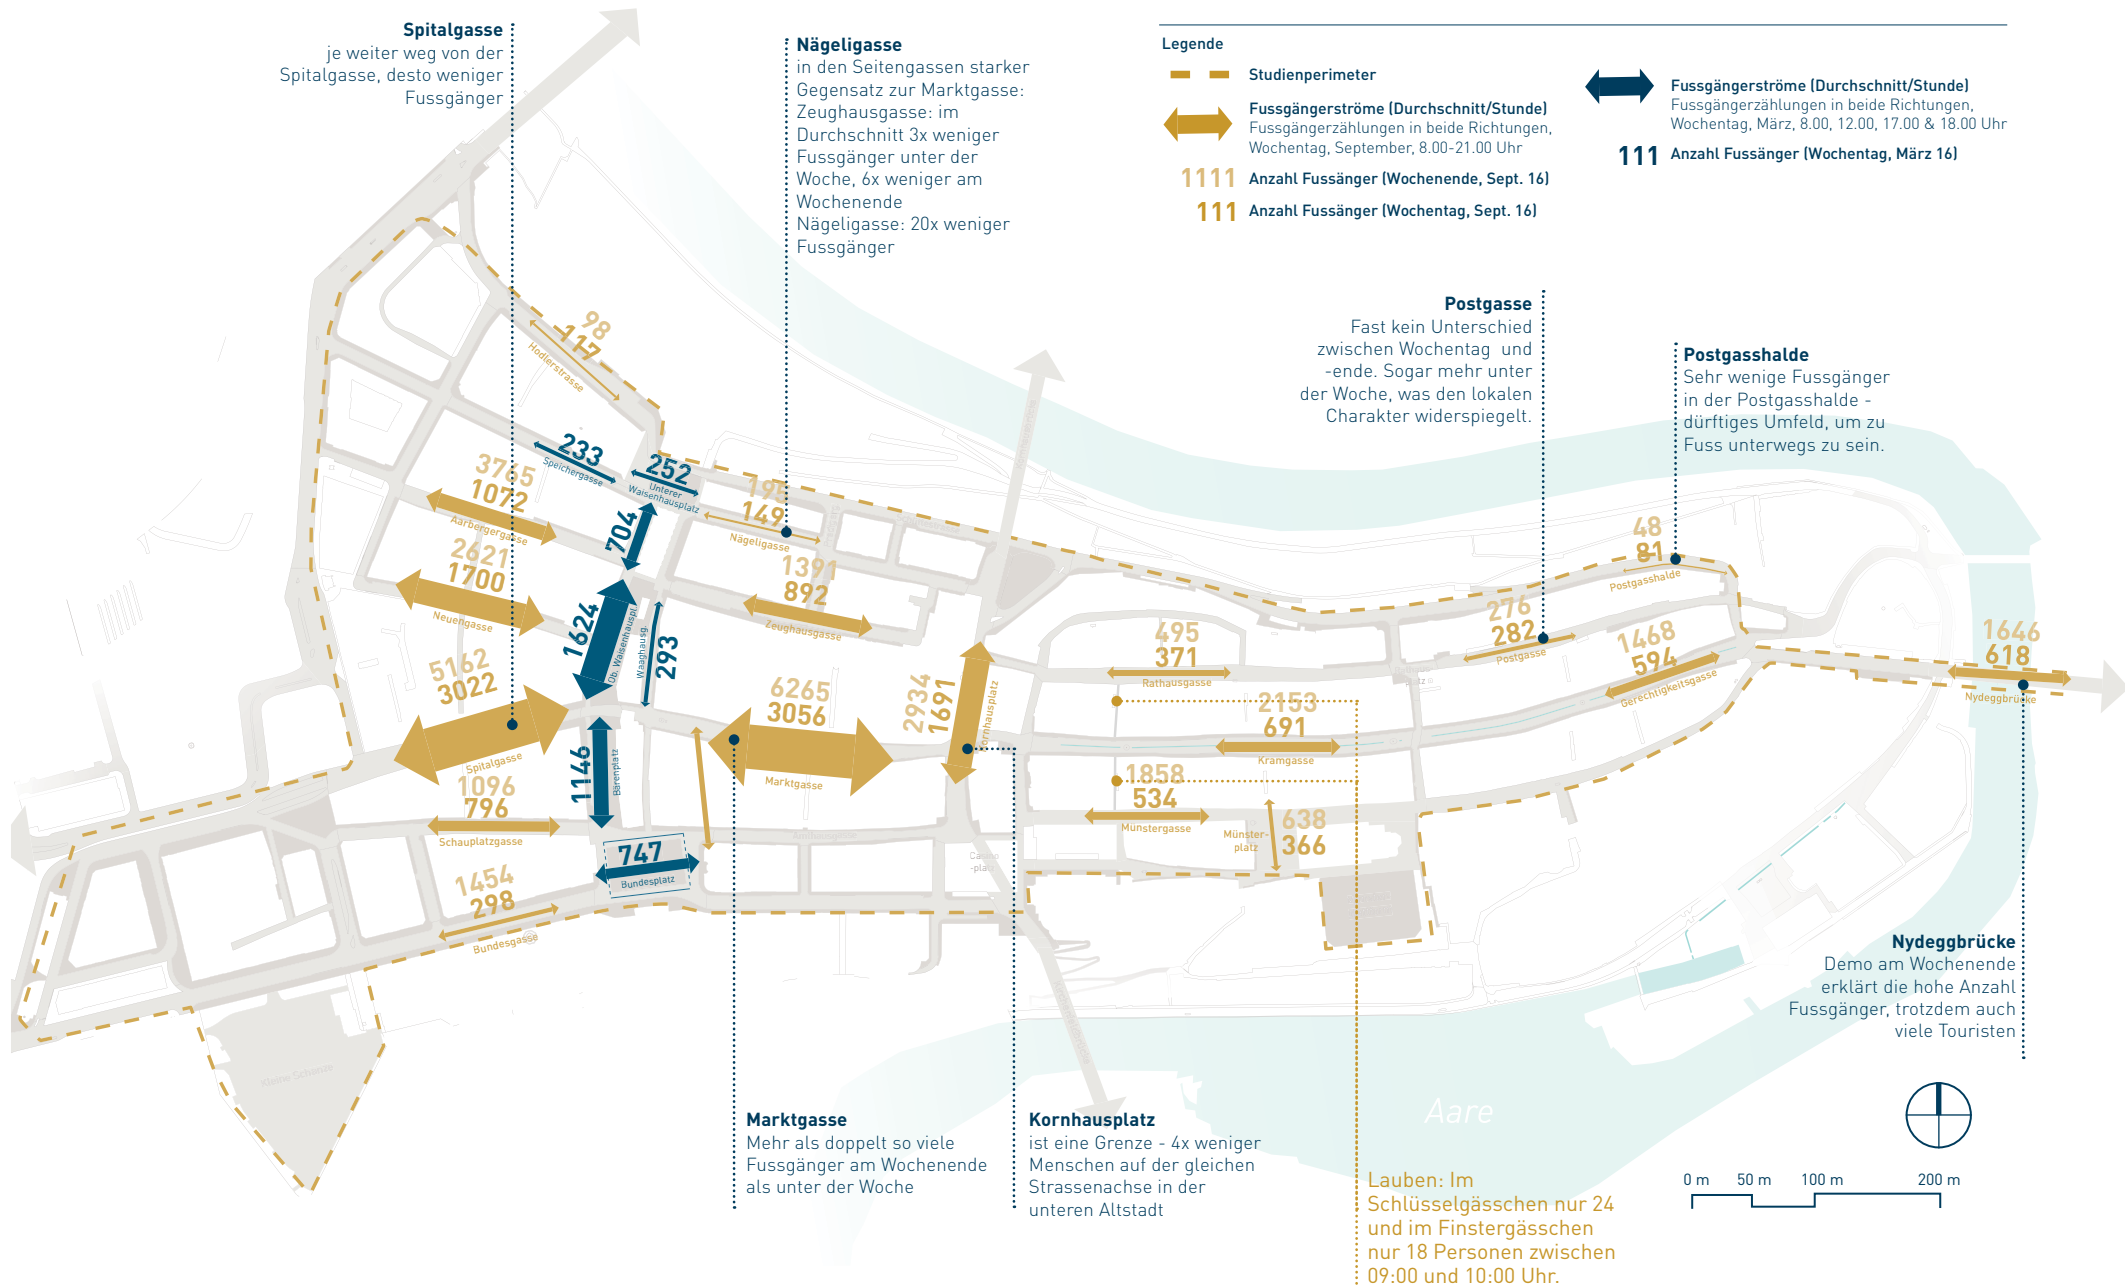 Spitalgasse
je weiter weg von der
Spitalgasse, desto weniger
Fussgänger
Nägeligasse
in den Seitengassen starker
Gegensatz zur Marktgasse:
Zeughausgasse: im
Durchschnitt 3x weniger
Fussgänger unter der
Woche, 6x weniger am
Wochenende
Nägeligasse: 20x weniger
Fussgänger
Legende
Studienperimeter
Fussgängerströme (Durchschnitt/Stunde)
Fussgängerzählungen in beide Richtungen,
Wochentag, September, 8.00-21.00 Uhr
1111 Anzahl Fussänger (Wochenende, Sept. 16)
111 Anzahl Fussänger (Wochentag, Sept. 16)
Fussgängerströme (Durchschnitt/Stunde)
Fussgängerzählungen in beide Richtungen,
Wochentag, März, 8.00, 12.00, 17.00 & 18.00 Uhr
111 Anzahl Fussänger (Wochentag, März 16)
Postgasse
Fast kein Unterschied
zwischen Wochentag und
-ende. Sogar mehr unter
der Woche, was den lokalen
Charakter widerspiegelt.
Postgasshalde
Sehr wenige Fussgänger
in der Postgasshalde -
dürftiges Umfeld, um zu
Fuss unterwegs zu sein.
98
117
Hodlerstrasse
233
Speichergasse
252
Unterer
Waisenhausplatz
3765
1072
Aarbergergasse
704
195
149
Nägeligasse
2621
1700
Neuengasse
1391
892
Zeughausgasse
1624
Ob. Waisenhauspl.
Waaghausg.
293
5162
3022
Spitalgasse
6265
3056
Marktgasse
2934
1691
Kornhausplatz
1146
Bärenplatz
1096
796
Schauplatzgasse
747
Bundesplatz
1454
298
Bundesgasse
Amthausgasse
Casino
-platz
495
371
Rathausgasse
2153
691
Kramgasse
1858
534
Münstergasse
Münster-
platz
638
366
276
282
Postgasse
48
81
Postgasshalde
1468
594
Gerechtigkeitsgasse
1646
618
Nydeggbrücke
Kleine Schanze
Aare
Nydeggbrücke
Demo am Wochenende
erklärt die hohe Anzahl
Fussgänger, trotzdem auch
viele Touristen
Marktgasse
Mehr als doppelt so viele
Fussgänger am Wochenende
als unter der Woche
Kornhausplatz
ist eine Grenze - 4x weniger
Menschen auf der gleichen
Strassenachse in der
unteren Altstadt
Lauben: Im
Schlüsselgässchen nur 24
und im Finstergässchen
nur 18 Personen zwischen
09:00 und 10:00 Uhr.
0 m 50 m 100 m 200 m